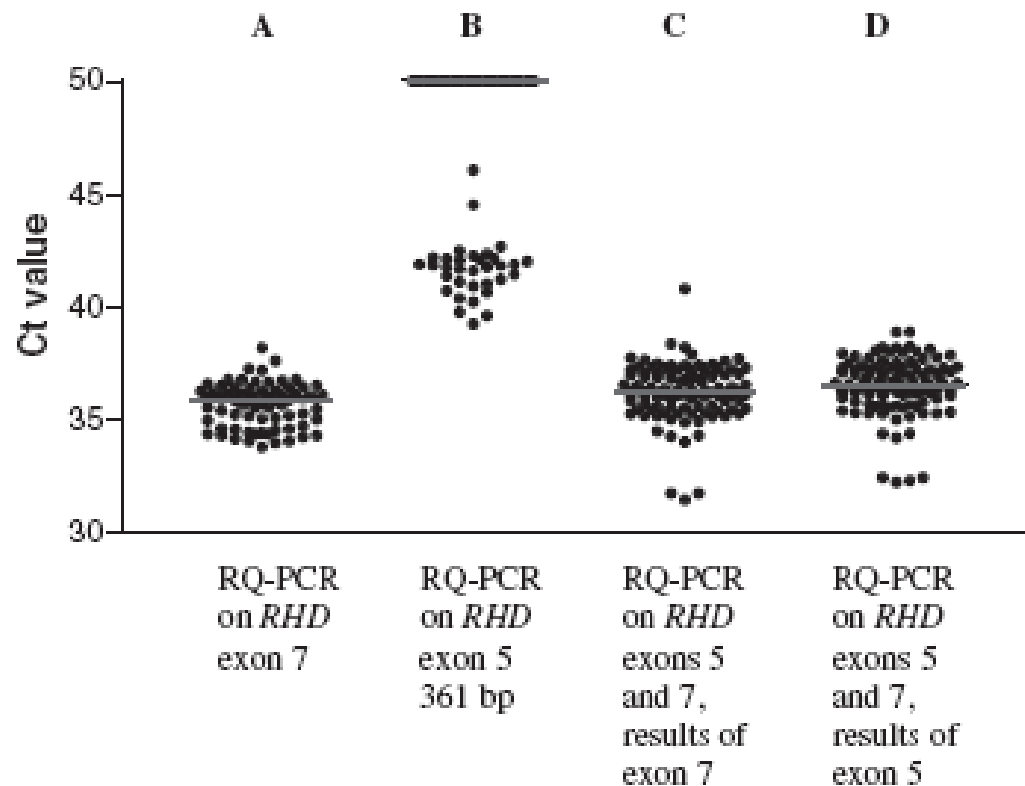 A B C D
50
45
40
35
30
Ct value
RQ-PCR
on RHD
exon 7
RQ-PCR
on RHD
exon 5
361 bp
RQ-PCR
on RHD
exons 5
and 7,
results of
exon 7
RQ-PCR
on RHD
exons 5
and 7,
results of
exon 5